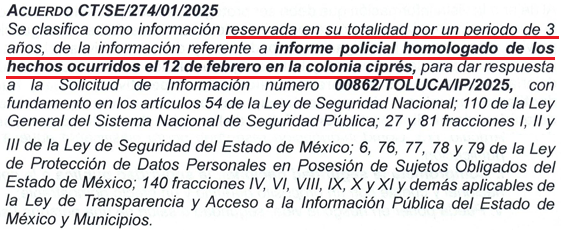 ACUERDO CT/SE/274/01/2025
Se clasifica como información reservada en su totalidad por un periodo de 3
años, de la información referente a informe policial homologado de los
hechos ocurridos el 12 de febrero en la colonia ciprés, para dar respuesta
a la Solicitud de Información número 00862/TOLUCA/IP/2025, con
fundamento en los artículos 54 de la Ley de Seguridad Nacional; 110 de la Ley
General del Sistema Nacional de Seguridad Pública; 27 y 81 fracciones I, II y
III de la Ley de Seguridad del Estado de México; 6, 76, 77, 78 y 79 de la Ley
de Protección de Datos Personales en Posesión de Sujetos Obligados del
Estado de México; 140 fracciones IV, VI, VIII, IX, X y XI y demás aplicables de
la Ley de Transparencia y Acceso a la Información Pública del Estado de
México y Municipios.